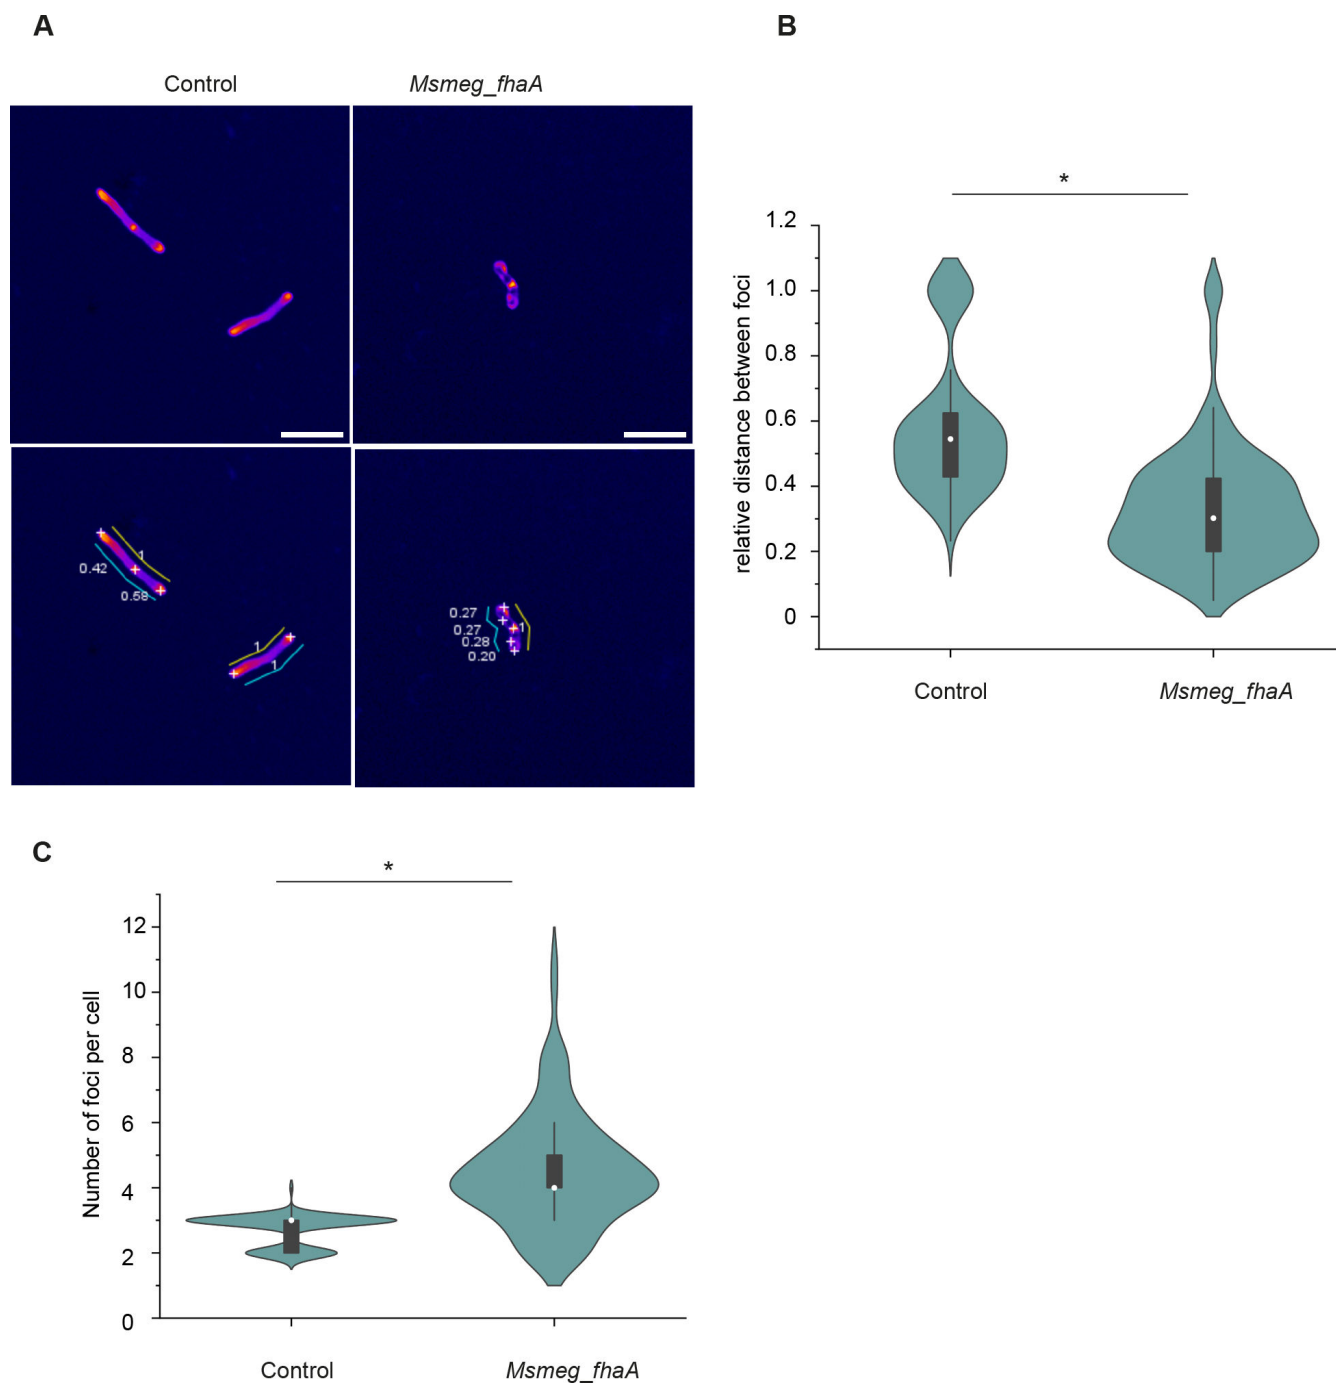 A
Control
Msmeg_fhaA
1
0.42
0.58
1
1
0.27
0.27
1
0.28
0.20
B
*
1.2
1.0
0.8
0.6
0.4
0.2
0
relative distance between foci
Control
Msmeg_fhaA
C
*
12
10
8
6
4
2
0
Number of foci per cell
Control
Msmeg_fhaA